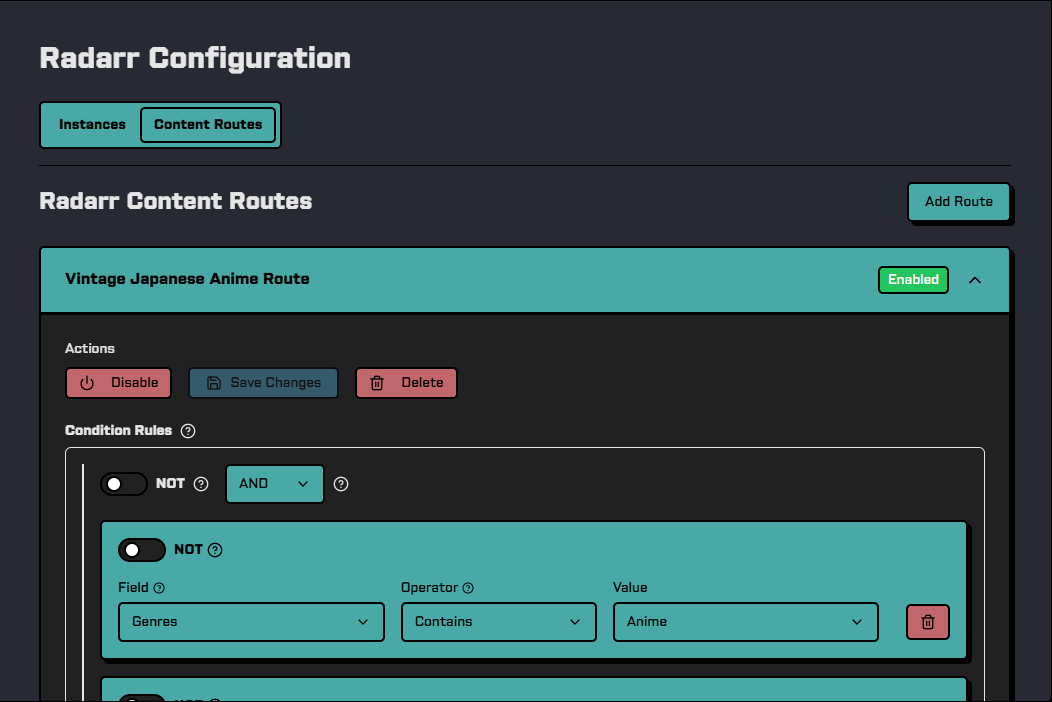 Radarr Configuration
Instances
Content Routes
Radarr Content Routes
Add Route
Vintage Japanese Anime Route
Enabled
Actions
Disable
Save Changes
Delete
Condition Rules
NOT
AND
NOT
Field
Operator
Value
Genres
Contains
Anime